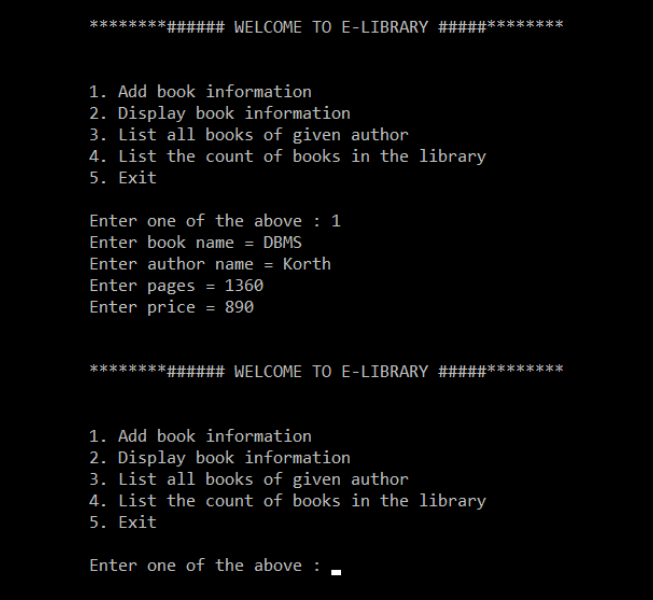 ********###### WELCOME TO E-LIBRARY #####********
1. Add book information
2. Display book information
3. List all books of given author
4. List the count of books in the library
5. Exit
Enter one of the above : 1
Enter book name = DBMS
Enter author name = Korth
Enter pages = 1360
Enter price = 890
********###### WELCOME TO E-LIBRARY #####********
1. Add book information
2. Display book information
3. List all books of given author
4. List the count of books in the library
5. Exit
Enter one of the above :